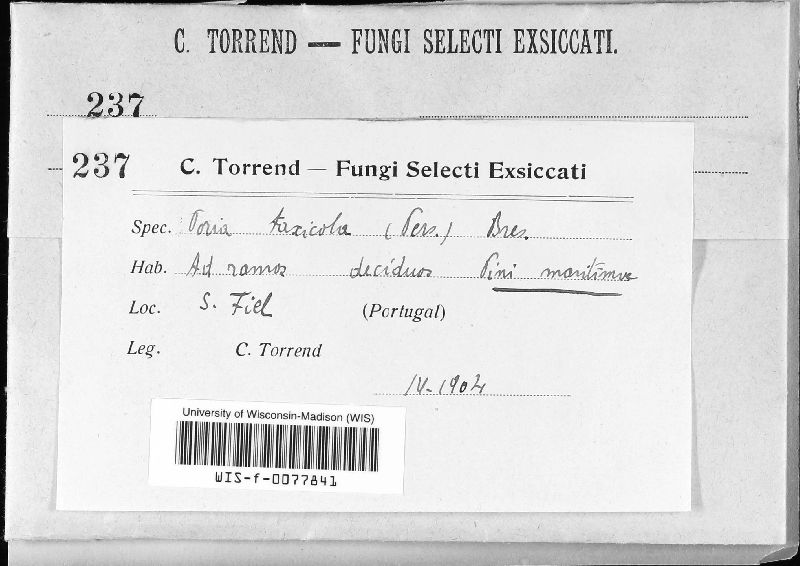 C. TORREND — FUNGI SELECTI EXSICCATI.
237
237 C. Torrend — Fungi Selecti Exsiccati
Spec. Poria taxicola (Pers.) Bres.
Hab. Ad ramos deciduos Pini maritimae
Loc. S. Fiel (Portugal)
Leg. C. Torrend
IV-1904
University of Wisconsin-Madison (WIS)
WIS-f-0077841